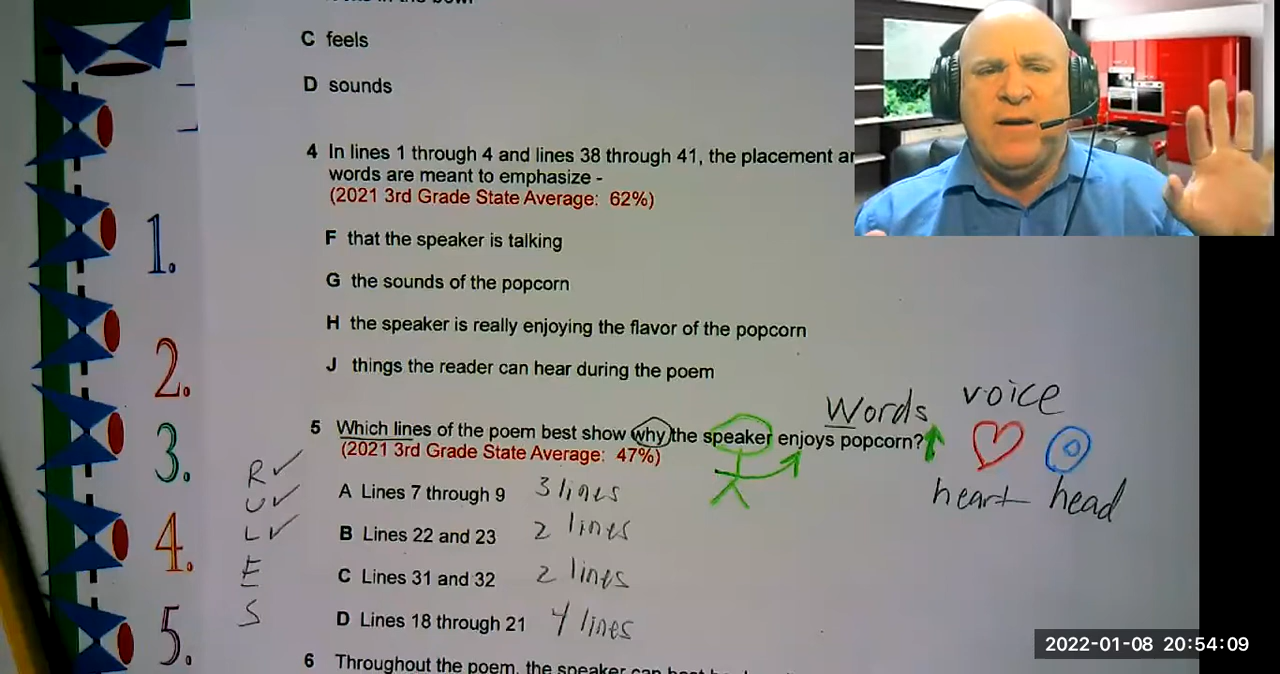 C feels
D sounds
4 In lines 1 through 4 and lines 38 through 41, the placement
words are meant to emphasize -
(2021 3rd Grade State Average: 62%)
F that the speaker is talking
G the sounds of the popcorn
H the speaker is really enjoying the flavor of the popcorn
J things the reader can hear during the poem
Words voice
5 Which lines of the poem best show why the speaker enjoys popcorn?
(2021 3rd Grade State Average: 47%)
heart head
A Lines 7 through 9 3 lines
B Lines 22 and 23 2 lines
C Lines 31 and 32 2 lines
D Lines 18 through 21 4 lines
6 Throughout the poem, the speaker can
R
U
L
E
S
1.
2.
3.
4.
5.
2022-01-08 20:54:09